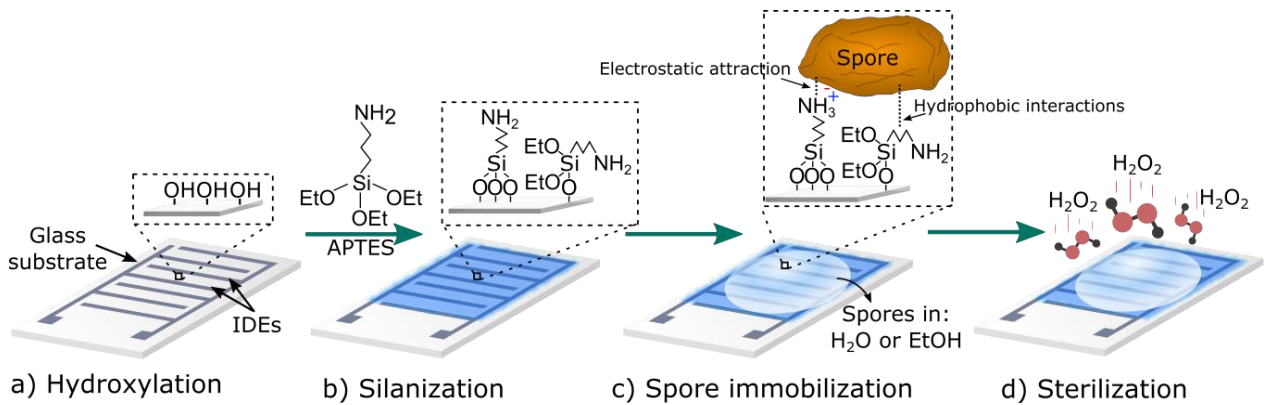 OHOHOH
Glass
substrate
IDEs
a) Hydroxylation
NH2
Si
EtO
OEt
OEt
APTES
NH2
Si
OOO
EtO
EtO
Si
O
NH2
b) Silanization
Spore
Electrostatic attraction
-
+
NH3
Hydrophobic interactions
Si
OOO
EtO
EtO
Si
O
NH2
Spores in:
H2O or EtOH
c) Spore immobilization
H2O2
H2O2
H2O2
d) Sterilization